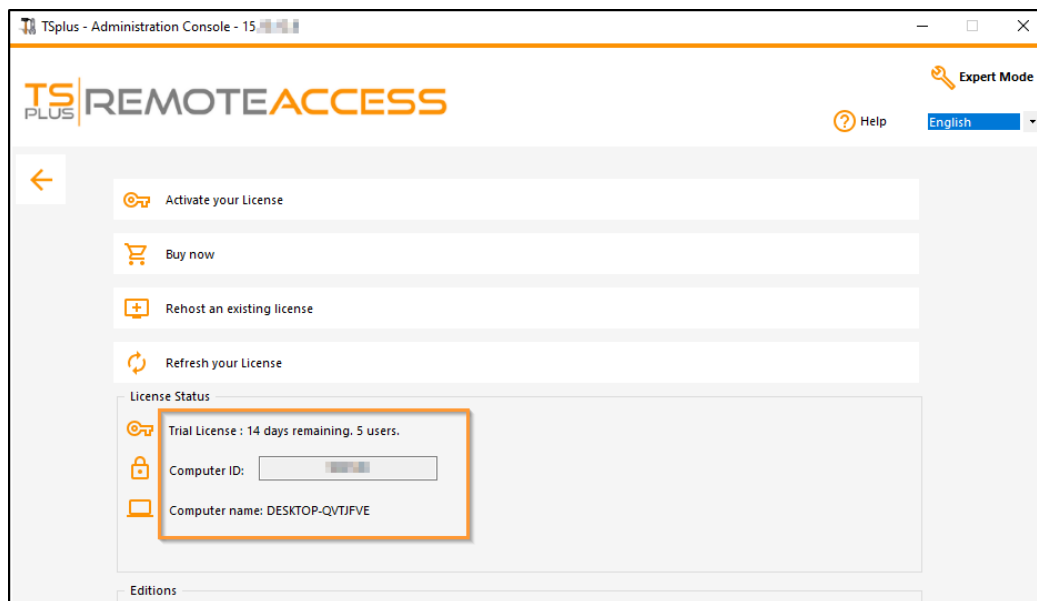 TSplus - Administration Console - 15.
TS PLUS REMOTEACCESS
Expert Mode
Help
English
Activate your License
Buy now
Rehost an existing license
Refresh your License
License Status
Trial License : 14 days remaining. 5 users.
Computer ID:
Computer name: DESKTOP-QVTJFVE
Editions